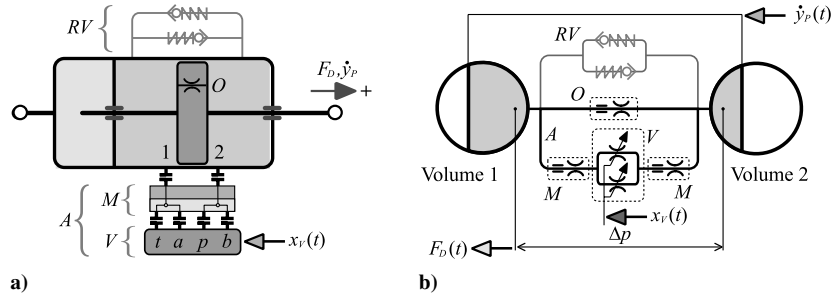 RV
O
F_D, ẏ_P
+
1
2
A
M
V
t a p b
x_V(t)
a)
ẏ_P(t)
RV
O
A
V
Volume 1
Volume 2
M
M
x_V(t)
Δp
F_D(t)
b)